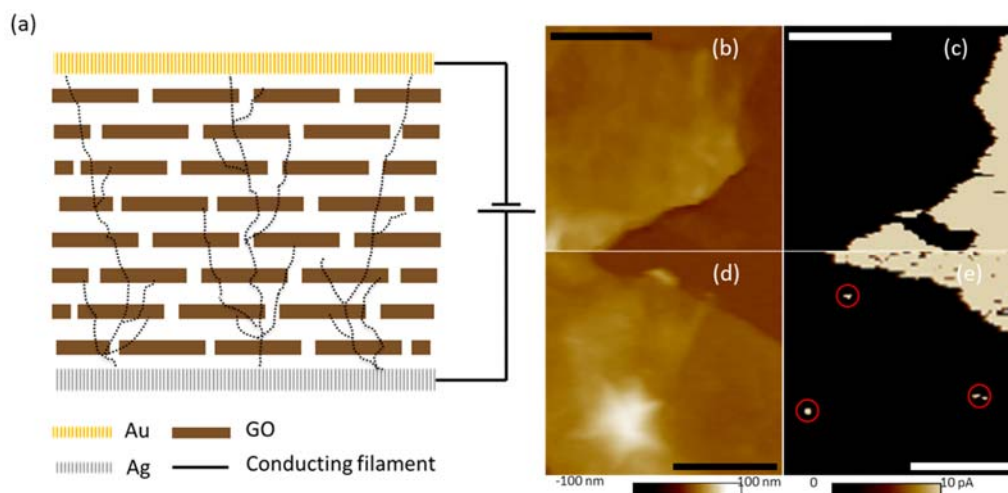 (a)
(b)
(c)
(d)
(e)
Au
GO
Ag
Conducting filament
-100 nm
100 nm
0
10 pA